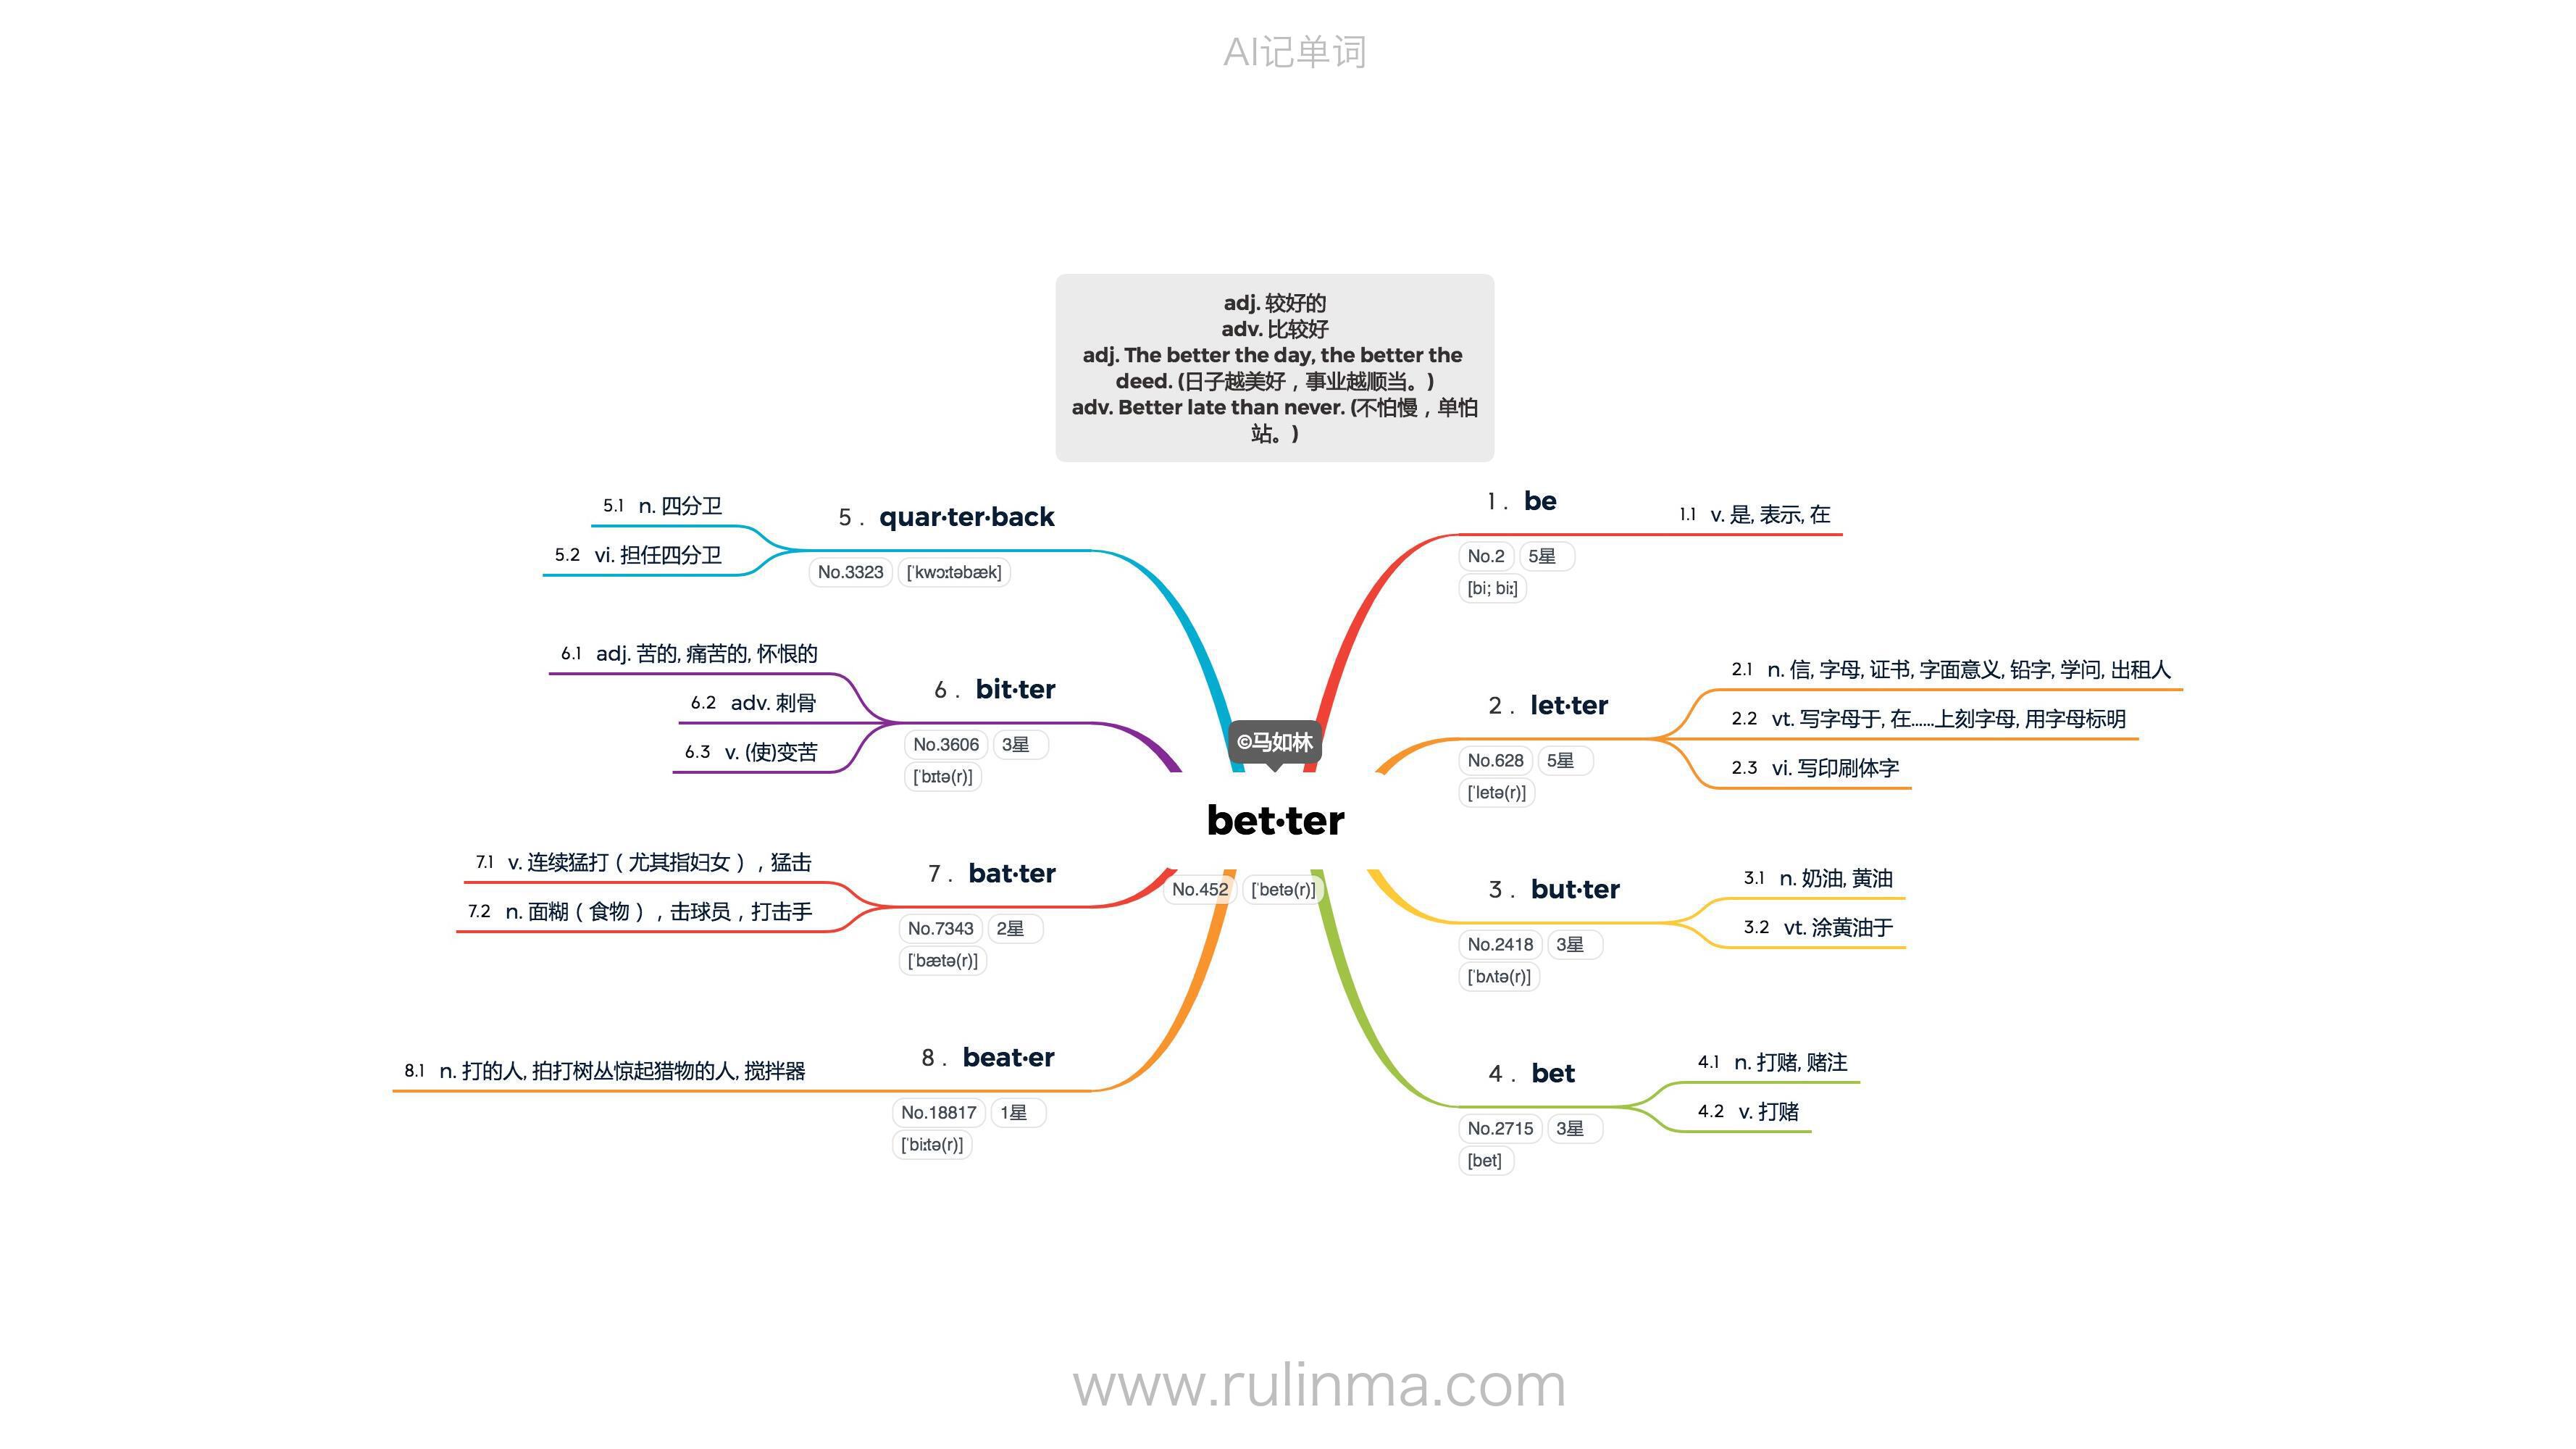 AI记单词
adj. 较好的
adv. 比较好
adj. The better the day, the better the
deed. (日子越美好，事业越顺当。)
adv. Better late than never. (不怕慢，单怕
站。)
©马如林
bet·ter
No.452 [ˈbetə(r)]
1. be
No.2 5星
[bi; biː]
1.1 v. 是, 表示, 在
2. let·ter
No.628 5星
[ˈletə(r)]
2.1 n. 信, 字母, 证书, 字面意义, 铅字, 学问, 出租人
2.2 vt. 写字母于, 在......上刻字母, 用字母标明
2.3 vi. 写印刷体字
3. but·ter
No.2418 3星
[ˈbʌtə(r)]
3.1 n. 奶油, 黄油
3.2 vt. 涂黄油于
4. bet
No.2715 3星
[bet]
4.1 n. 打赌, 赌注
4.2 v. 打赌
5. quar·ter·back
No.3323 [ˈkwɔːtəbæk]
5.1 n. 四分卫
5.2 vi. 担任四分卫
6. bit·ter
No.3606 3星
[ˈbɪtə(r)]
6.1 adj. 苦的, 痛苦的, 怀恨的
6.2 adv. 刺骨
6.3 v. (使)变苦
7. bat·ter
No.7343 2星
[ˈbætə(r)]
7.1 v. 连续猛打（尤其指妇女），猛击
7.2 n. 面糊（食物），击球员，打击手
8. beat·er
No.18817 1星
[ˈbiːtə(r)]
8.1 n. 打的人, 拍打树丛惊起猎物的人, 搅拌器
www.rulinma.com